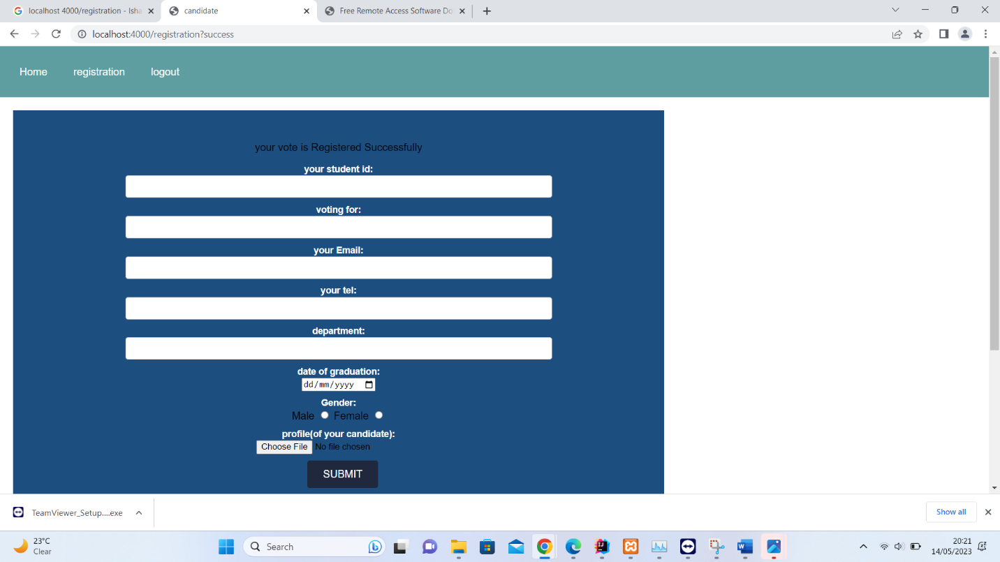 localhost 4000/registration - Isha
candidate
Free Remote Access Software Do
localhost:4000/registration?success
Home registration logout
your vote is Registered Successfully
your student id:
voting for:
your Email:
your tel:
department:
date of graduation:
dd/mm/yyyy
Gender:
Male Female
profile(of your candidate):
Choose File No file chosen
SUBMIT
TeamViewer_Setup....exe
Show all
23°C
Clear
Search
20:21
14/05/2023